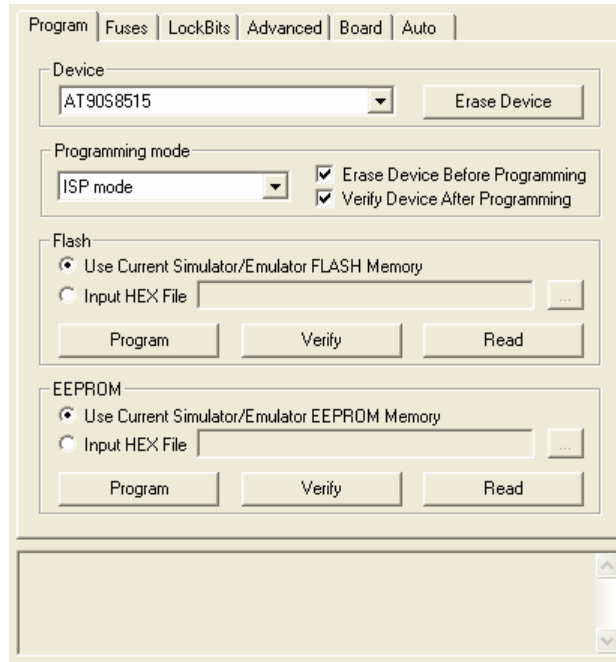 Program Fuses LockBits Advanced Board Auto
Device
AT90S8515 Erase Device
Programming mode
ISP mode
Erase Device Before Programming
Verify Device After Programming
Flash
Use Current Simulator/Emulator FLASH Memory
Input HEX File ...
Program Verify Read
EEPROM
Use Current Simulator/Emulator EEPROM Memory
Input HEX File ...
Program Verify Read